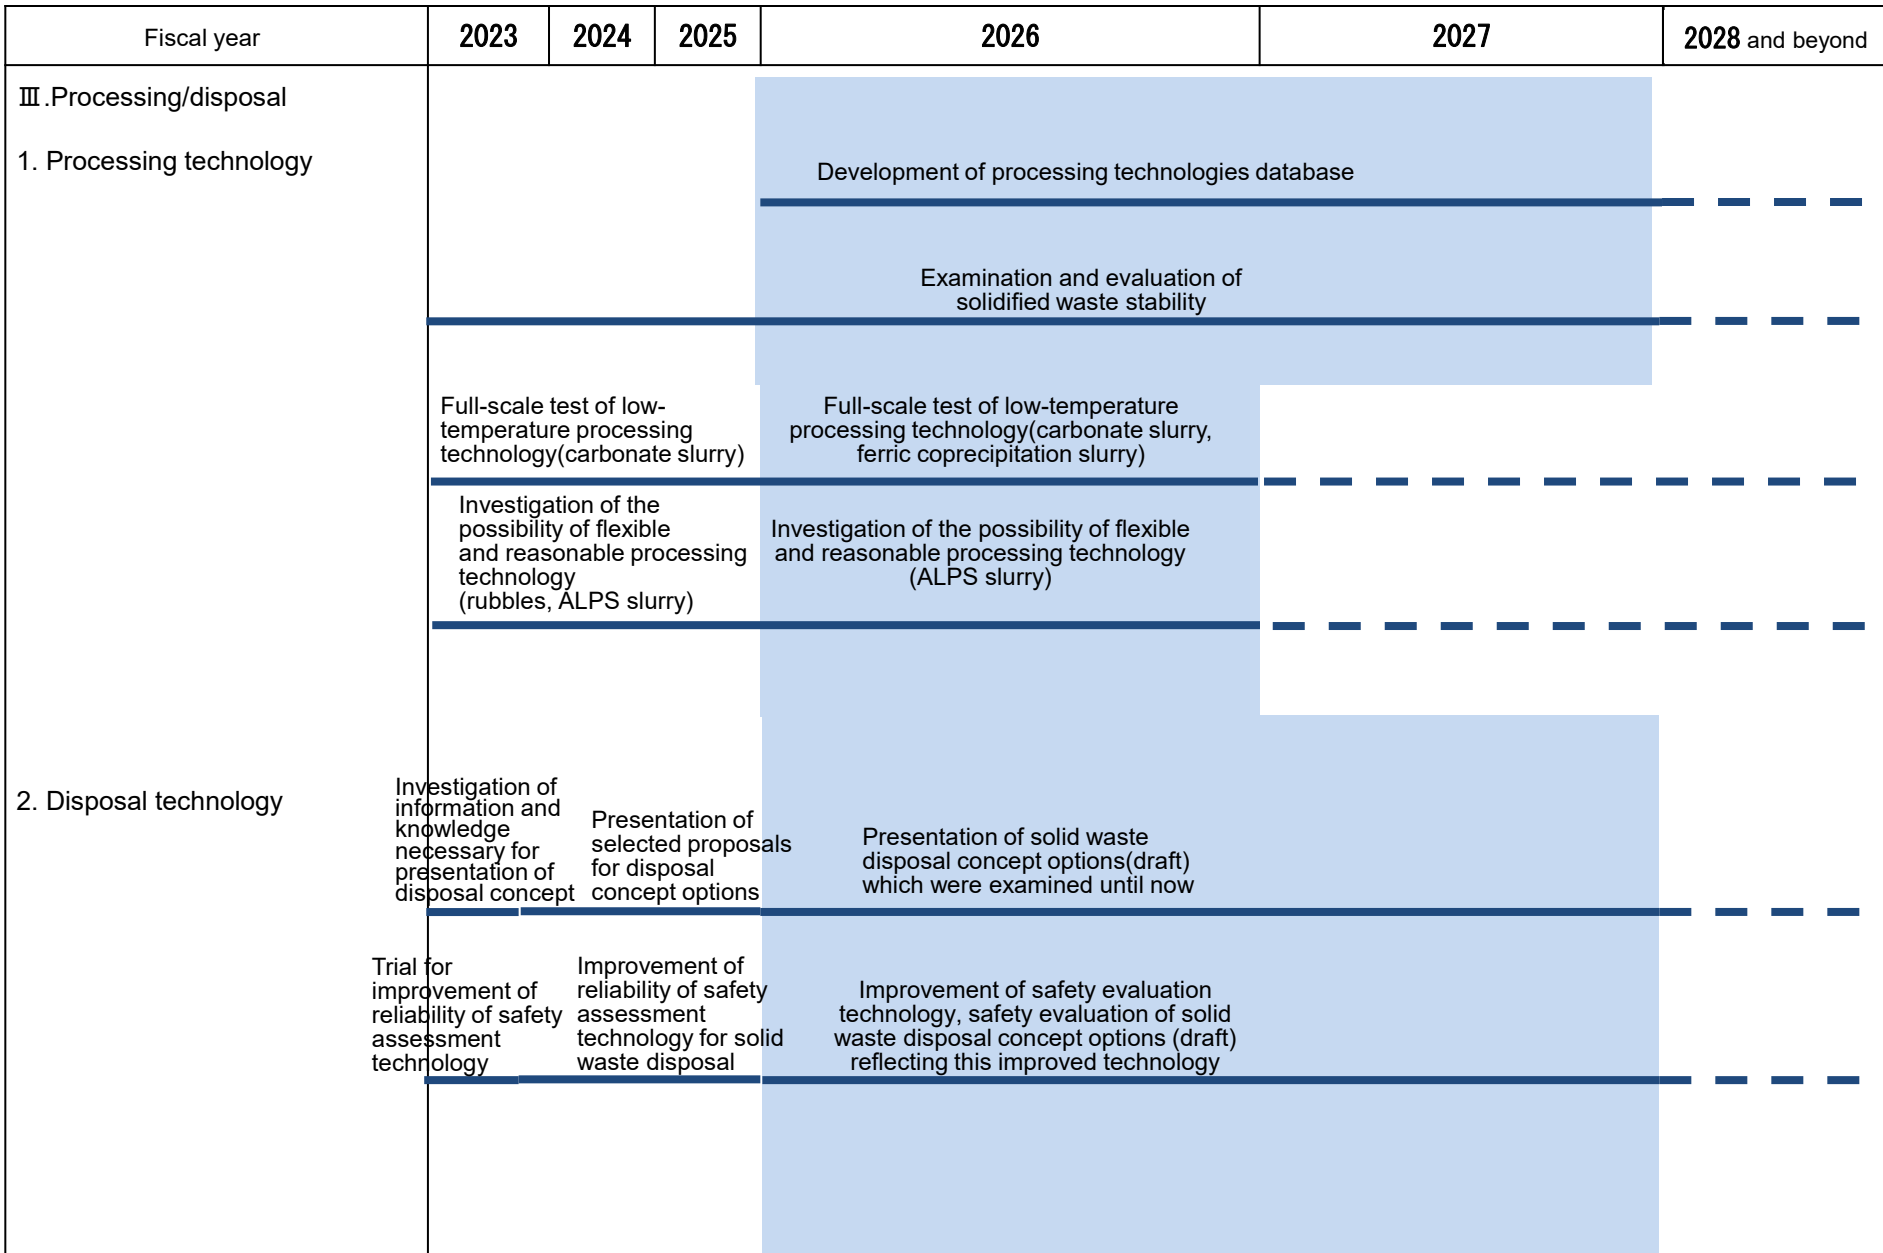 Fiscal year
2023
2024
2025
2026
2027
2028 and beyond
Ⅲ.Processing/disposal
1. Processing technology
Development of processing technologies database
Examination and evaluation of
solidified waste stability
Full-scale test of low-
temperature processing
technology(carbonate slurry)
Full-scale test of low-temperature
processing technology(carbonate slurry,
ferric coprecipitation slurry)
Investigation of the
possibility of flexible
and reasonable processing
technology
(rubbles, ALPS slurry)
Investigation of the possibility of flexible
and reasonable processing technology
(ALPS slurry)
2. Disposal technology
Investigation of
information and
knowledge
necessary for
presentation of
disposal concept
Presentation of
selected proposals
for disposal
concept options
Presentation of solid waste
disposal concept options(draft)
which were examined until now
Trial for
improvement of
reliability of safety
assessment
technology
Improvement of
reliability of safety
assessment
technology for solid
waste disposal
Improvement of safety evaluation
technology, safety evaluation of solid
waste disposal concept options (draft)
reflecting this improved technology